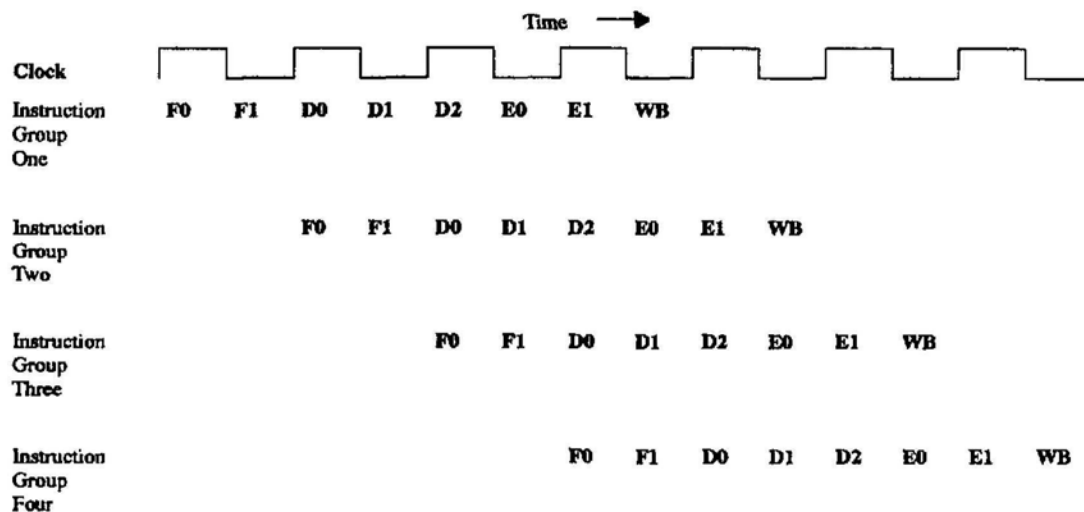 Time
Clock
Instruction F0 F1 D0 D1 D2 E0 E1 WB
Group
One
Instruction F0 F1 D0 D1 D2 E0 E1 WB
Group
Two
Instruction F0 F1 D0 D1 D2 E0 E1 WB
Group
Three
Instruction F0 F1 D0 D1 D2 E0 E1 WB
Group
Four